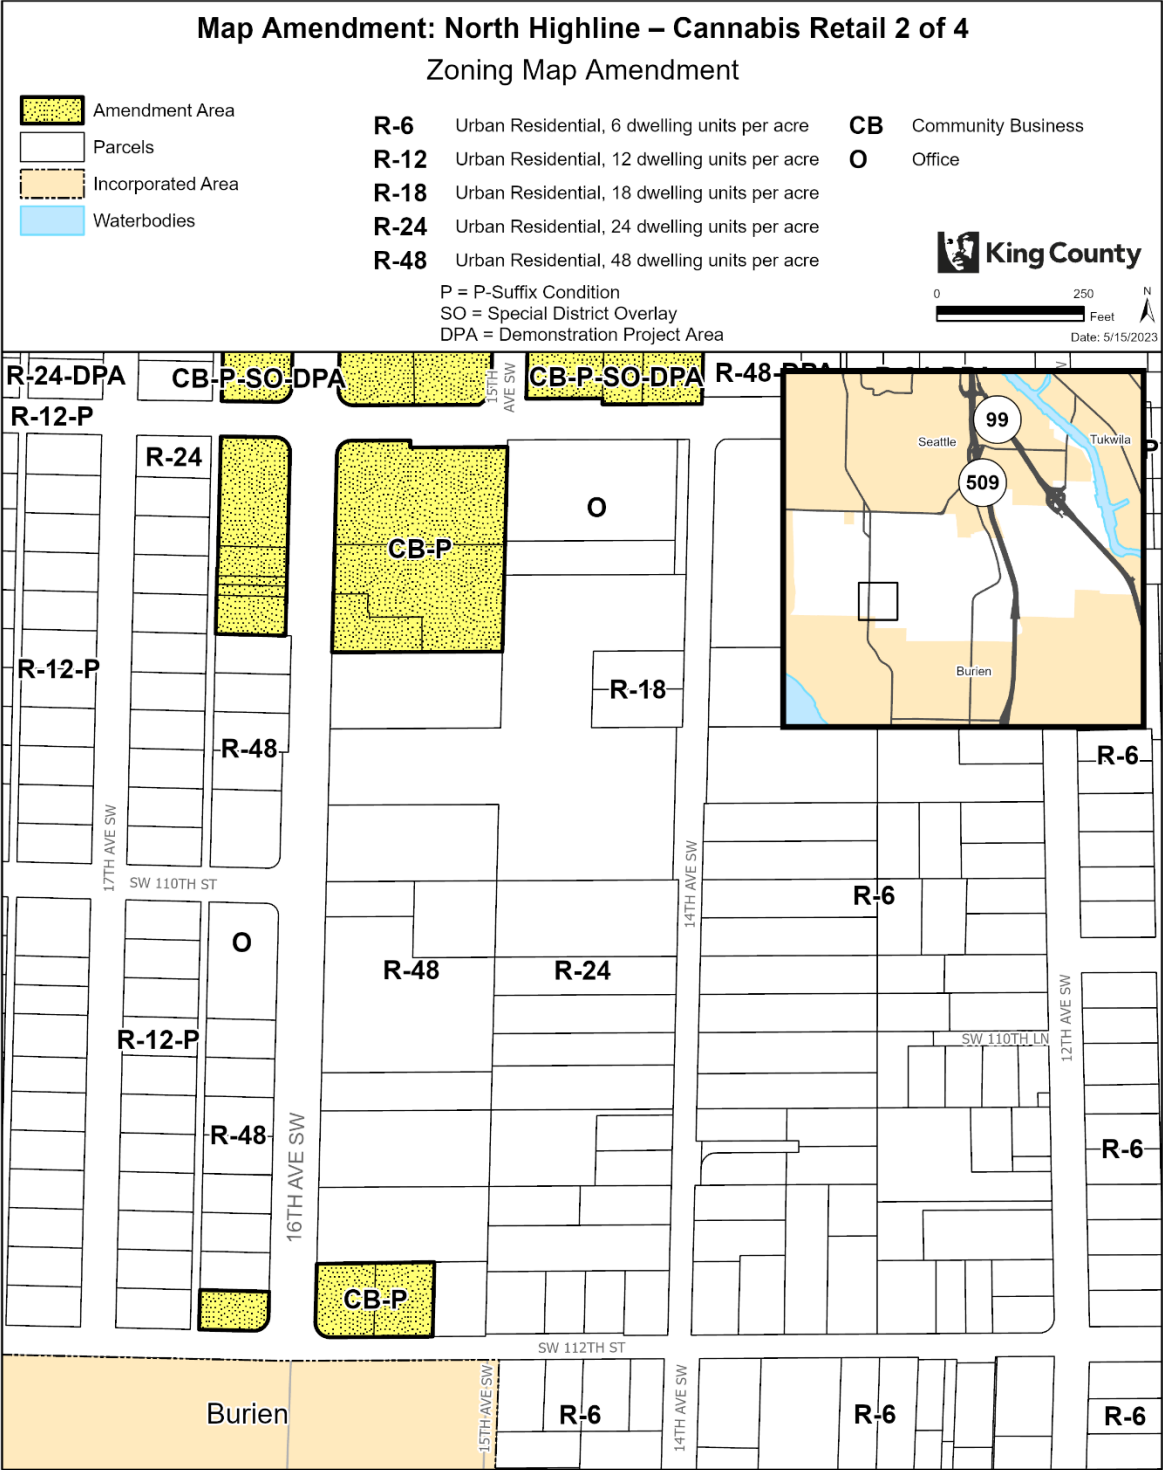 Map Amendment: North Highline – Cannabis Retail 2 of 4
Zoning Map Amendment
Amendment Area
Parcels
Incorporated Area
Waterbodies
R-6 Urban Residential, 6 dwelling units per acre
R-12 Urban Residential, 12 dwelling units per acre
R-18 Urban Residential, 18 dwelling units per acre
R-24 Urban Residential, 24 dwelling units per acre
R-48 Urban Residential, 48 dwelling units per acre
CB Community Business
O Office
P = P-Suffix Condition
SO = Special District Overlay
DPA = Demonstration Project Area
King County
0 250
Feet
N
Date: 5/15/2023
R-24-DPA
CB-P-SO-DPA
15TH
AVE SW
CB-P-SO-DPA
R-48-DPA
R-12-P
R-24
O
CB-P
99
Seattle
Tukwila
509
Burien
R-12-P
R-18
R-48
R-6
17TH AVE SW
SW 110TH ST
14TH AVE SW
R-6
O
R-48
R-24
12TH AVE SW
R-12-P
SW 110TH LN
R-48
16TH AVE SW
R-6
CB-P
SW 112TH ST
Burien
15TH AVE SW
R-6
14TH AVE SW
R-6
R-6